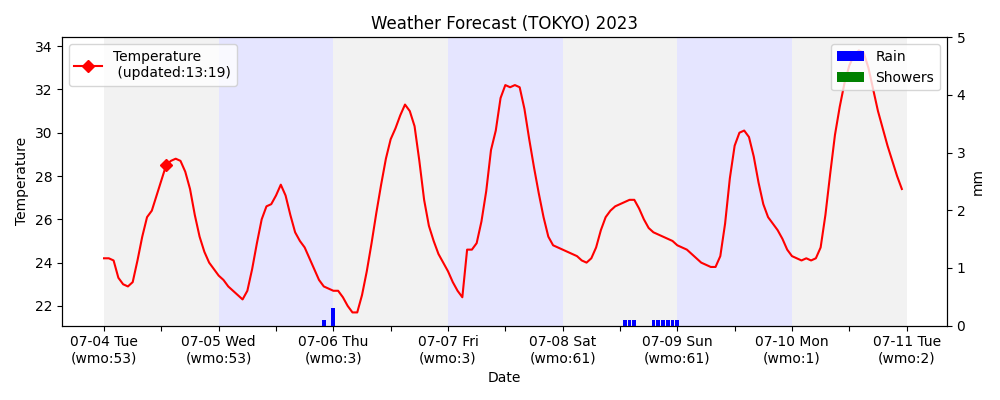 Weather Forecast (TOKYO) 2023
Temperature
(updated:13:19)
Rain
Showers
34
32
30
28
26
24
22
Temperature
5
4
3
2
1
0
mm
07-04 Tue 07-05 Wed 07-06 Thu 07-07 Fri 07-08 Sat 07-09 Sun 07-10 Mon 07-11 Tue
(wmo:53) (wmo:53) (wmo:3) (wmo:3) (wmo:61) (wmo:61) (wmo:1) (wmo:2)
Date